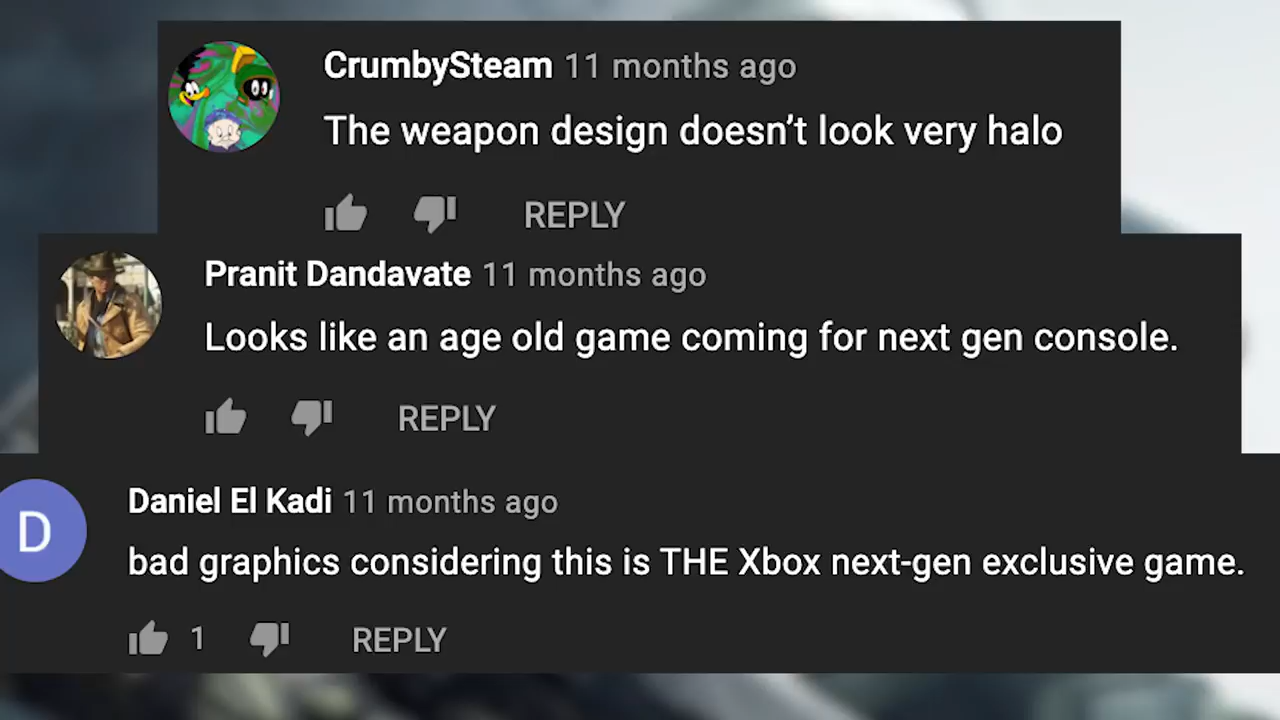 CrumbySteam 11 months ago
The weapon design doesn’t look very halo
REPLY
Pranit Dandavate 11 months ago
Looks like an age old game coming for next gen console.
REPLY
D
Daniel El Kadi 11 months ago
bad graphics considering this is THE Xbox next-gen exclusive game.
1 REPLY